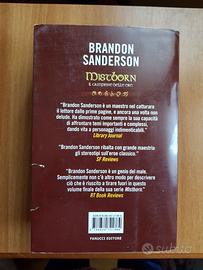 BRANDON
SANDERSON
MISTBORN
IL CAMPIONE DELLE ERE
"Brandon Sanderson è un maestro nel catturare
il lettore dalle prime pagine, e ancora una volta non
delude. Ha dimostrato come sempre la sua capacità
di affrontare temi importanti e complessi,
dando vita a personaggi indimenticabili."
Library Journal
"Brandon Sanderson ribalta con grande maestria
gli stereotipi sull'eroe classico."
SF Reviews
"Brandon Sanderson è un genio del male.
Semplicemente non c'è altro modo per descrivere
ciò che è riuscito a tirare fuori in questo
volume finale della sua serie Mistborn."
RT Book Reviews
FANUCCI EDITORE
subito